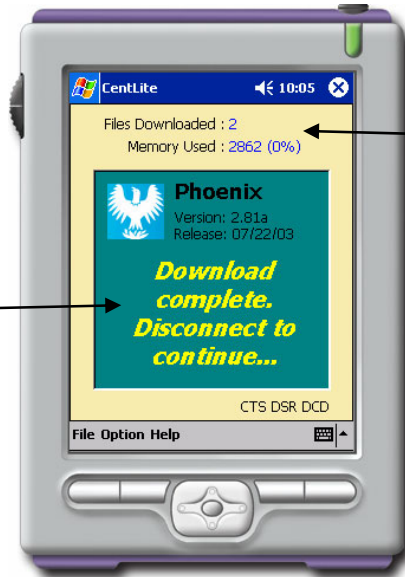 CentLite 10:05
Files Downloaded : 2
Memory Used : 2862 (0%)
Phoenix
Version: 2.81a
Release: 07/22/03
Download
complete.
Disconnect to
continue...
CTS DSR DCD
File Option Help